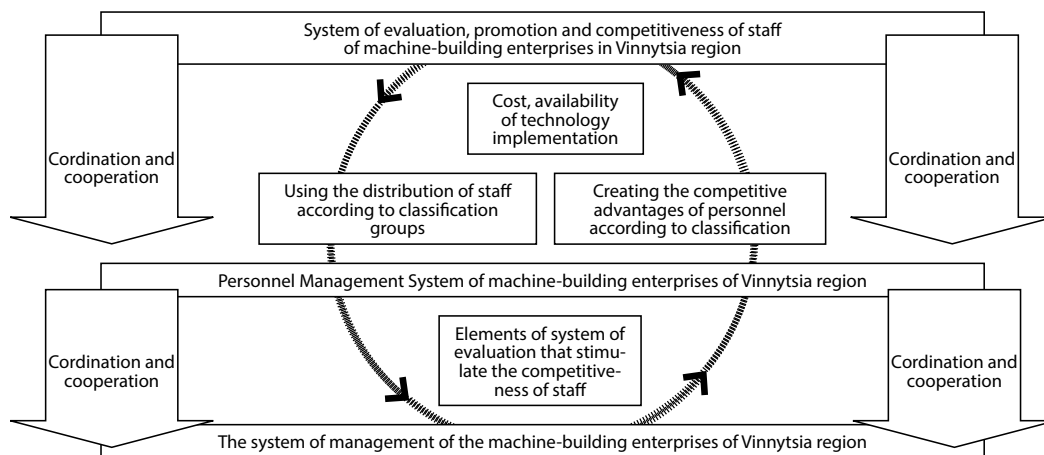 System of evaluation, promotion and competitiveness of staff
of machine-building enterprises in Vinnytsia region
Cost, availability
of technology
implementation
Cordination and
cooperation
Cordination and
cooperation
Using the distribution of staff
according to classification
groups
Creating the competitive
advantages of personnel
according to classification
Personnel Management System of machine-building enterprises of Vinnytsia region
Elements of system of
evaluation that stimu-
late the competitive-
ness of staff
Cordination and
cooperation
Cordination and
cooperation
The system of management of the machine-building enterprises of Vinnytsia region